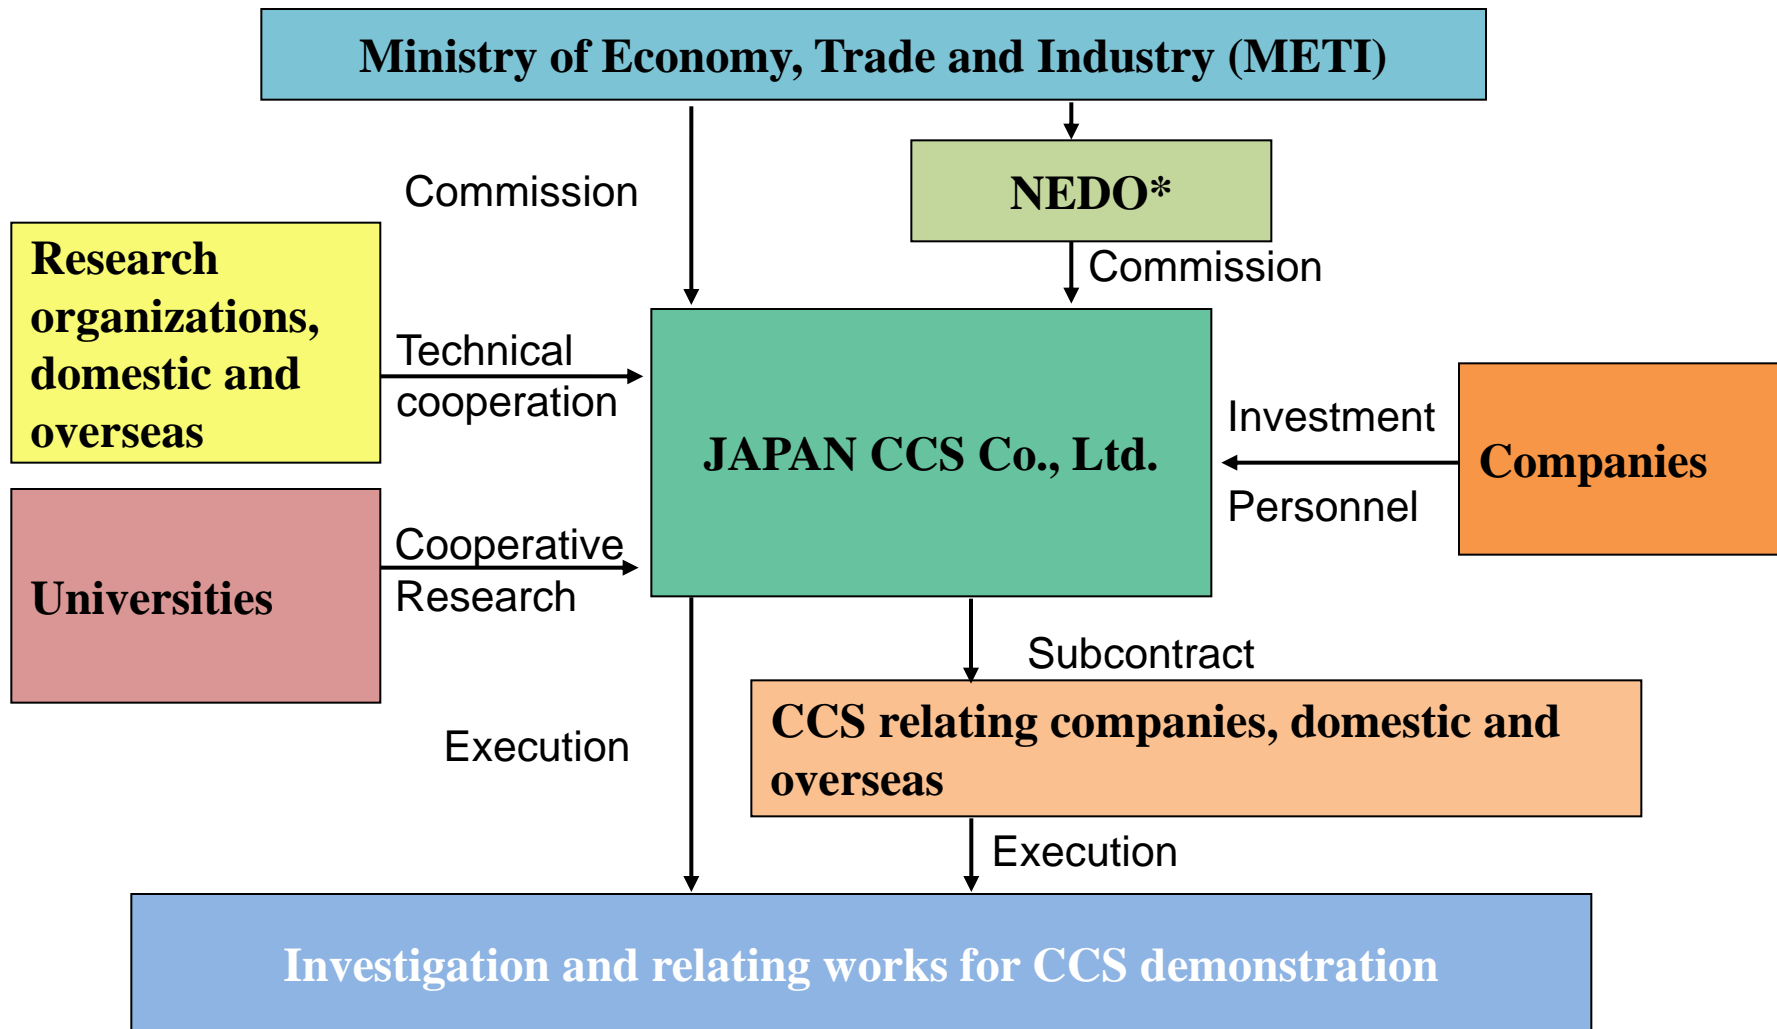 Ministry of Economy, Trade and Industry (METI)
Commission
NEDO*
Commission
Research
organizations,
domestic and
overseas
Technical
cooperation
JAPAN CCS Co., Ltd.
Investment
Personnel
Companies
Universities
Cooperative
Research
Subcontract
Execution
CCS relating companies, domestic and
overseas
Execution
Investigation and relating works for CCS demonstration